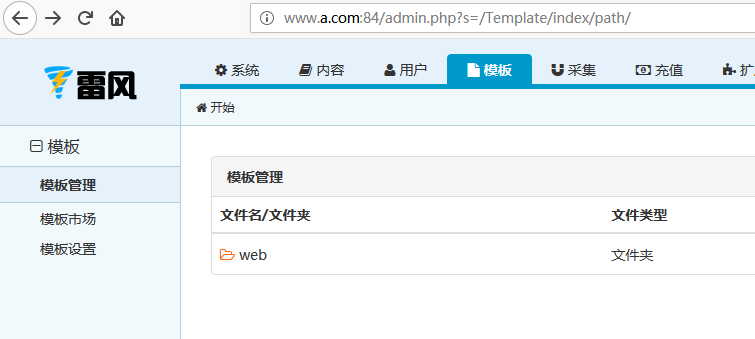 www.a.com:84/admin.php?s=/Template/index/path/
雷风
系统 内容 用户 模板 采集 充值 扩
开始
模板
模板管理
模板市场
模板设置
模板管理
文件名/文件夹 文件类型
web 文件夹